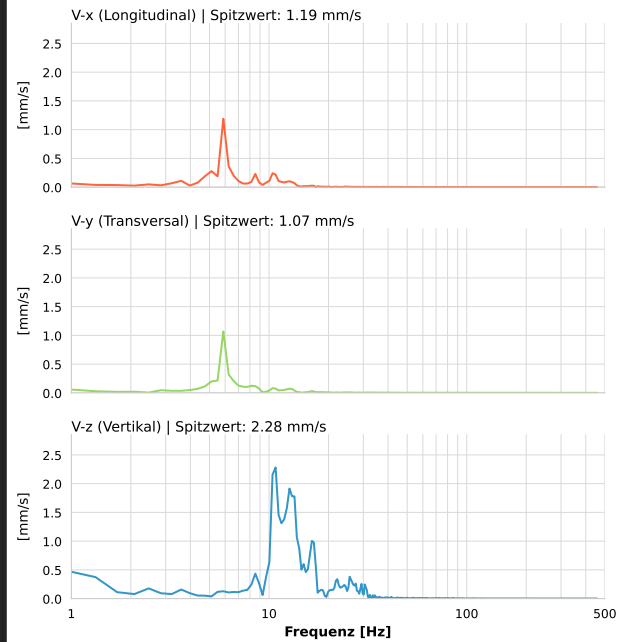 V-x (Longitudinal) | Spitzwert: 1.19 mm/s
2.5
2.0
1.5
1.0
0.5
0.0
[mm/s]
V-y (Transversal) | Spitzwert: 1.07 mm/s
2.5
2.0
1.5
1.0
0.5
0.0
[mm/s]
V-z (Vertikal) | Spitzwert: 2.28 mm/s
2.5
2.0
1.5
1.0
0.5
0.0
[mm/s]
1 10 100 500
Frequenz [Hz]